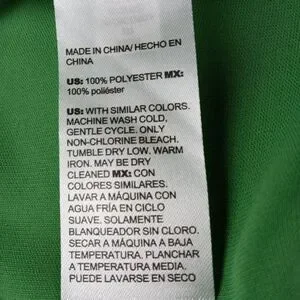 MADE IN CHINA/ HECHO EN
CHINA
US: 100% POLYESTER MX:
100% poliéster
US: WITH SIMILAR COLORS.
MACHINE WASH COLD,
GENTLE CYCLE. ONLY
NON-CHLORINE BLEACH.
TUMBLE DRY LOW. WARM
IRON. MAY BE DRY
CLEANED MX: CON
COLORES SIMILARES.
LAVAR A MÁQUINA CON
AGUA FRÍA EN CICLO
SUAVE. SOLAMENTE
BLANQUEADOR SIN CLORO.
SECAR A MÁQUINA A BAJA
TEMPERATURA. PLANCHAR
A TEMPERATURA MEDIA.
PUEDE LAVARSE EN SECO